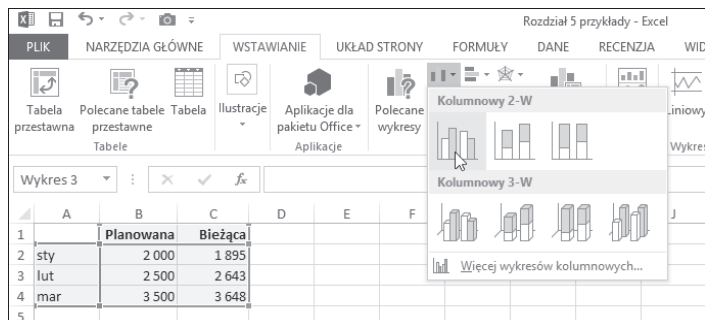 Rozdział 5 przykłady - Excel
PLIK NARZĘDZIA GŁÓWNE WSTAWIANIE UKŁAD STRONY FORMUŁY DANE RECENZJA WID
Tabela przestawna
Polecane tabele przestawne
Tabela
Ilustracje
Aplikacje dla pakietu Office
Polecane wykresy
Liniowy
Tabele
Aplikacje
Wykres
Kolumnowy 2-W
Kolumnowy 3-W
Więcej wykresów kolumnowych...
Wykres 3 fx
A B C D E F J
1 Planowana Bieżąca
2 sty 2 000 1 895
3 lut 2 500 2 643
4 mar 3 500 3 648
5